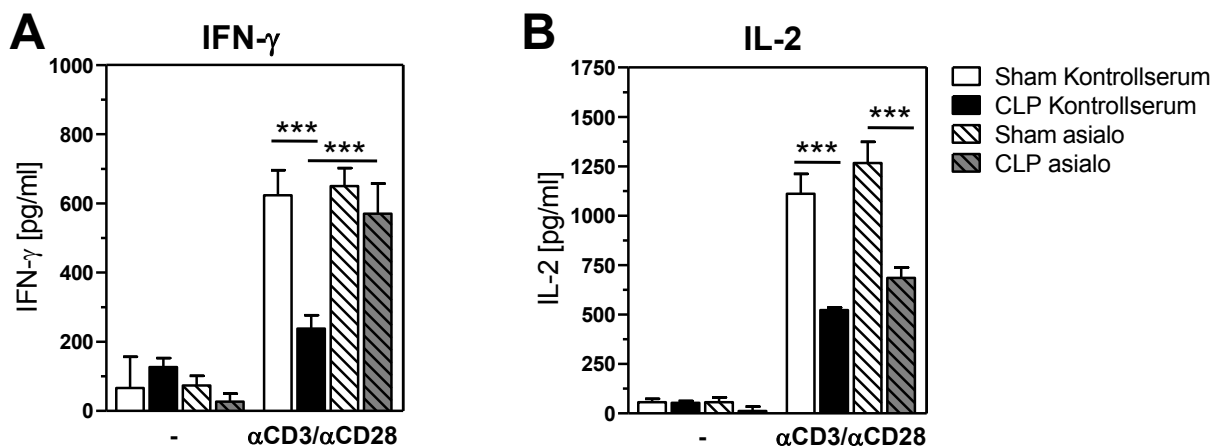 A
IFN-γ
1000
800
600
400
200
0
IFN-γ [pg/ml]
***
***
-
αCD3/αCD28
B
IL-2
1750
1500
1250
1000
750
500
250
0
IL-2 [pg/ml]
***
***
-
αCD3/αCD28
Sham Kontrollserum
CLP Kontrollserum
Sham asialo
CLP asialo